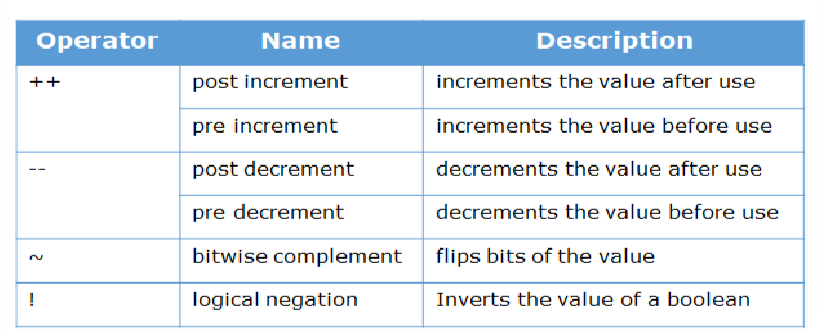 Operator Name Description
++ post increment increments the value after use
pre increment increments the value before use
-- post decrement decrements the value after use
pre decrement decrements the value before use
~ bitwise complement flips bits of the value
! logical negation Inverts the value of a boolean